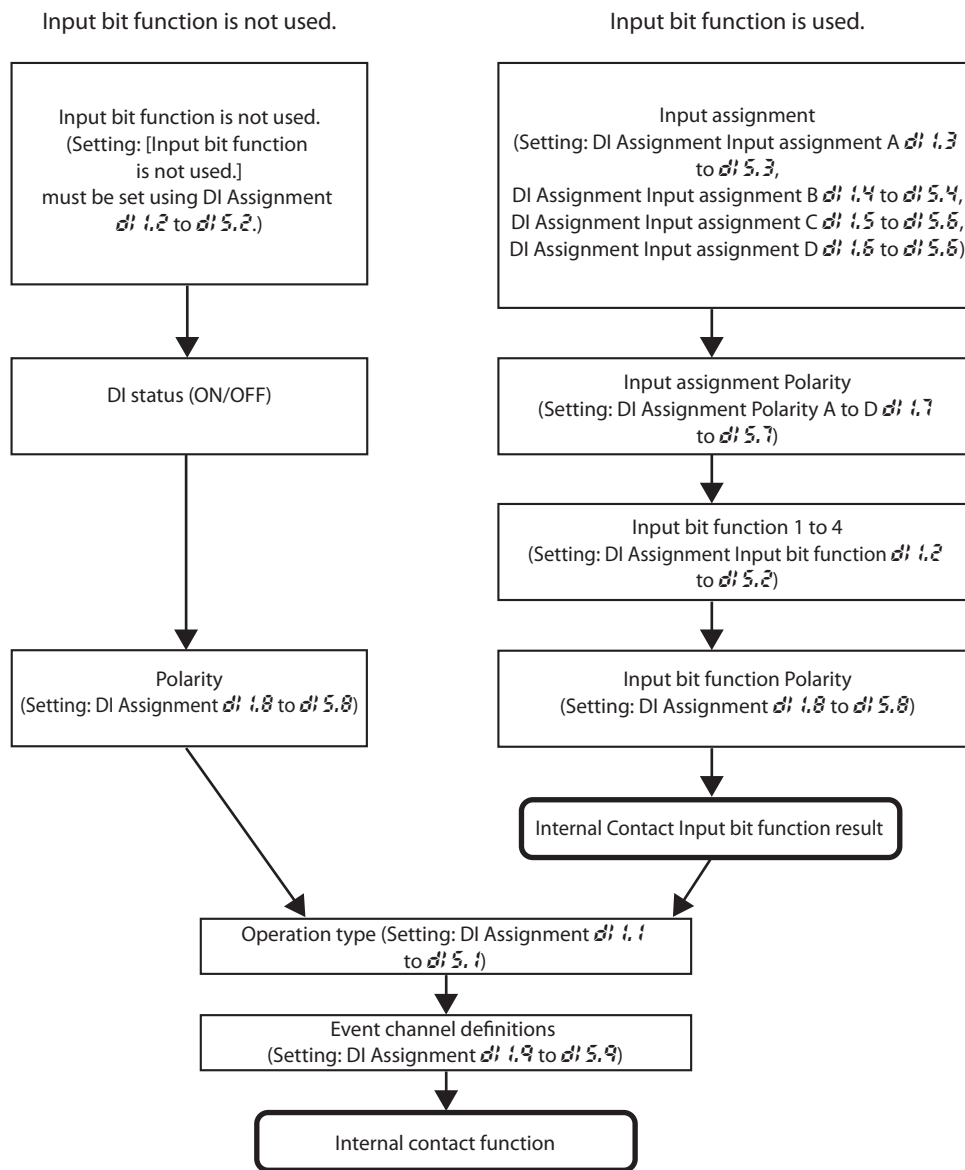 Input bit function is not used.
Input bit function is not used.
(Setting: [Input bit function
is not used.]
must be set using DI Assignment
dI 1.2 to dI 5.2.)
DI status (ON/OFF)
Polarity
(Setting: DI Assignment dI 1.8 to dI 5.8)
Input bit function is used.
Input assignment
(Setting: DI Assignment Input assignment A dI 1.3
to dI 5.3,
DI Assignment Input assignment B dI 1.4 to dI 5.4,
DI Assignment Input assignment C dI 1.5 to dI 5.6,
DI Assignment Input assignment D dI 1.6 to dI 5.6)
Input assignment Polarity
(Setting: DI Assignment Polarity A to D dI 1.7
to dI 5.7)
Input bit function 1 to 4
(Setting: DI Assignment Input bit function dI 1.2
to dI 5.2)
Input bit function Polarity
(Setting: DI Assignment dI 1.8 to dI 5.8)
Internal Contact Input bit function result
Operation type (Setting: DI Assignment dI 1.1
to dI 5.1)
Event channel definitions
(Setting: DI Assignment dI 1.9 to dI 5.9)
Internal contact function